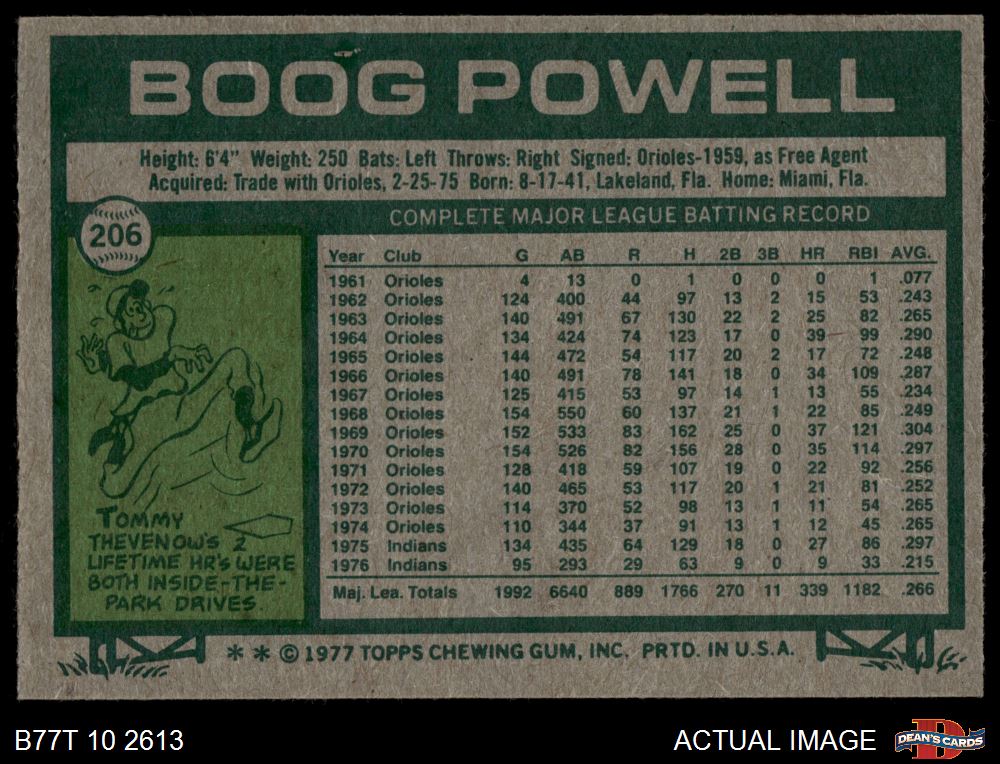 BOOG POWELL
Height: 6'4" Weight: 250 Bats: Left Throws: Right Signed: Orioles-1959, as Free Agent
Acquired: Trade with Orioles, 2-25-75 Born: 8-17-41, Lakeland, Fla. Home: Miami, Fla.
206
COMPLETE MAJOR LEAGUE BATTING RECORD
Year Club G AB R H 2B 3B HR RBI AVG.
1961 Orioles 4 13 0 1 0 0 0 1 .077
1962 Orioles 124 400 44 97 13 2 15 53 .243
1963 Orioles 140 491 67 130 22 2 25 82 .265
1964 Orioles 134 424 74 123 17 0 39 99 .290
1965 Orioles 144 472 54 117 20 2 17 72 .248
1966 Orioles 140 491 78 141 18 0 34 109 .287
1967 Orioles 125 415 53 97 14 1 13 55 .234
1968 Orioles 154 550 60 137 21 1 22 85 .249
1969 Orioles 152 533 83 162 25 0 37 121 .304
1970 Orioles 154 526 82 156 28 0 35 114 .297
1971 Orioles 128 418 59 107 19 0 22 92 .256
1972 Orioles 140 465 53 117 20 1 21 81 .252
1973 Orioles 114 370 52 98 13 1 11 54 .265
1974 Orioles 110 344 37 91 13 1 12 45 .265
1975 Indians 134 435 64 129 18 0 27 86 .297
1976 Indians 95 293 29 63 9 0 9 33 .215
Maj. Lea. Totals 1992 6640 889 1766 270 11 339 1182 .266
TOMMY
THEVENOW'S 2
LIFETIME HR'S WERE
BOTH INSIDE-THE-
PARK DRIVES
* * © 1977 TOPPS CHEWING GUM, INC. PRTD. IN U.S.A.
B77T 10 2613
ACTUAL IMAGE
DEAN'S CARDS